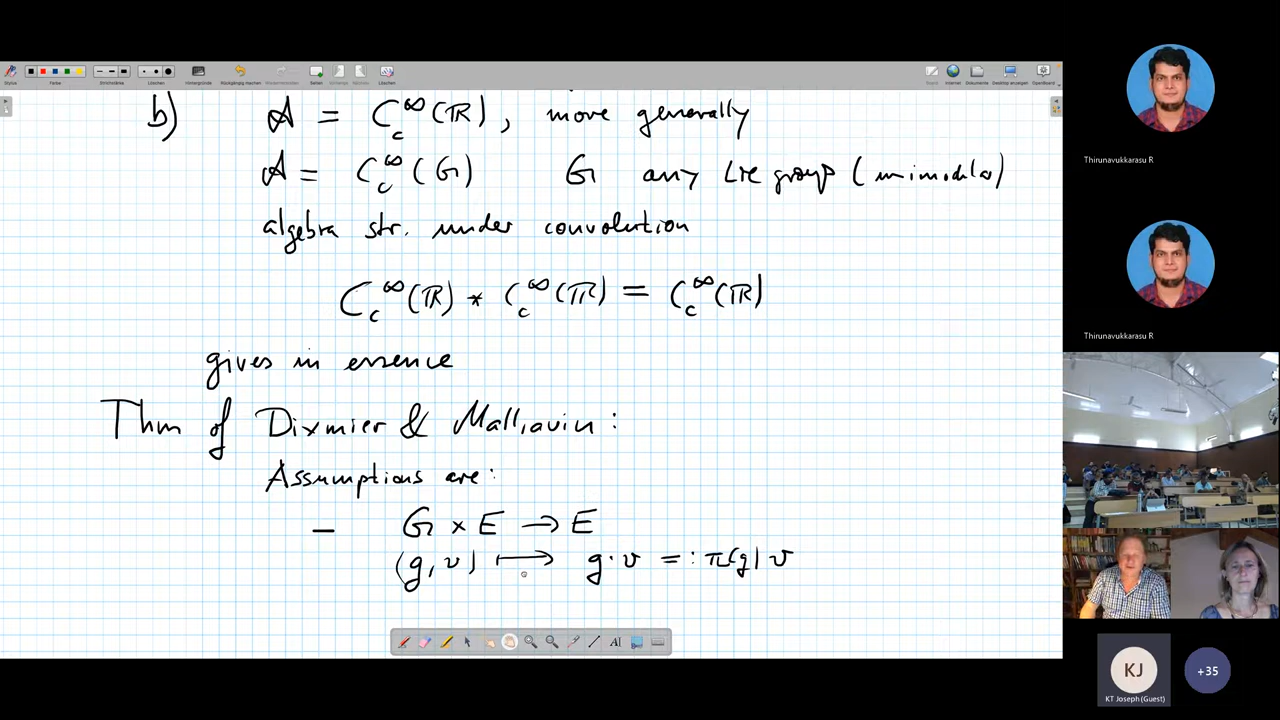 b) 𝒜 = C_c^∞(ℝ), more generally
𝒜 = C_c^∞(G) G any Lie group (unimodular)
algebra str. under convolution
C_c^∞(ℝ) * C_c^∞(ℝ) = C_c^∞(ℝ)
gives in essence
Thm of Dixmier & Malliavin:
Assumptions are:
– G × E → E
(g, v) ↦ g·v =: π(g) v
Thirunavukkarasu R
Thirunavukkarasu R
KJ
KT Joseph (Guest)
+35